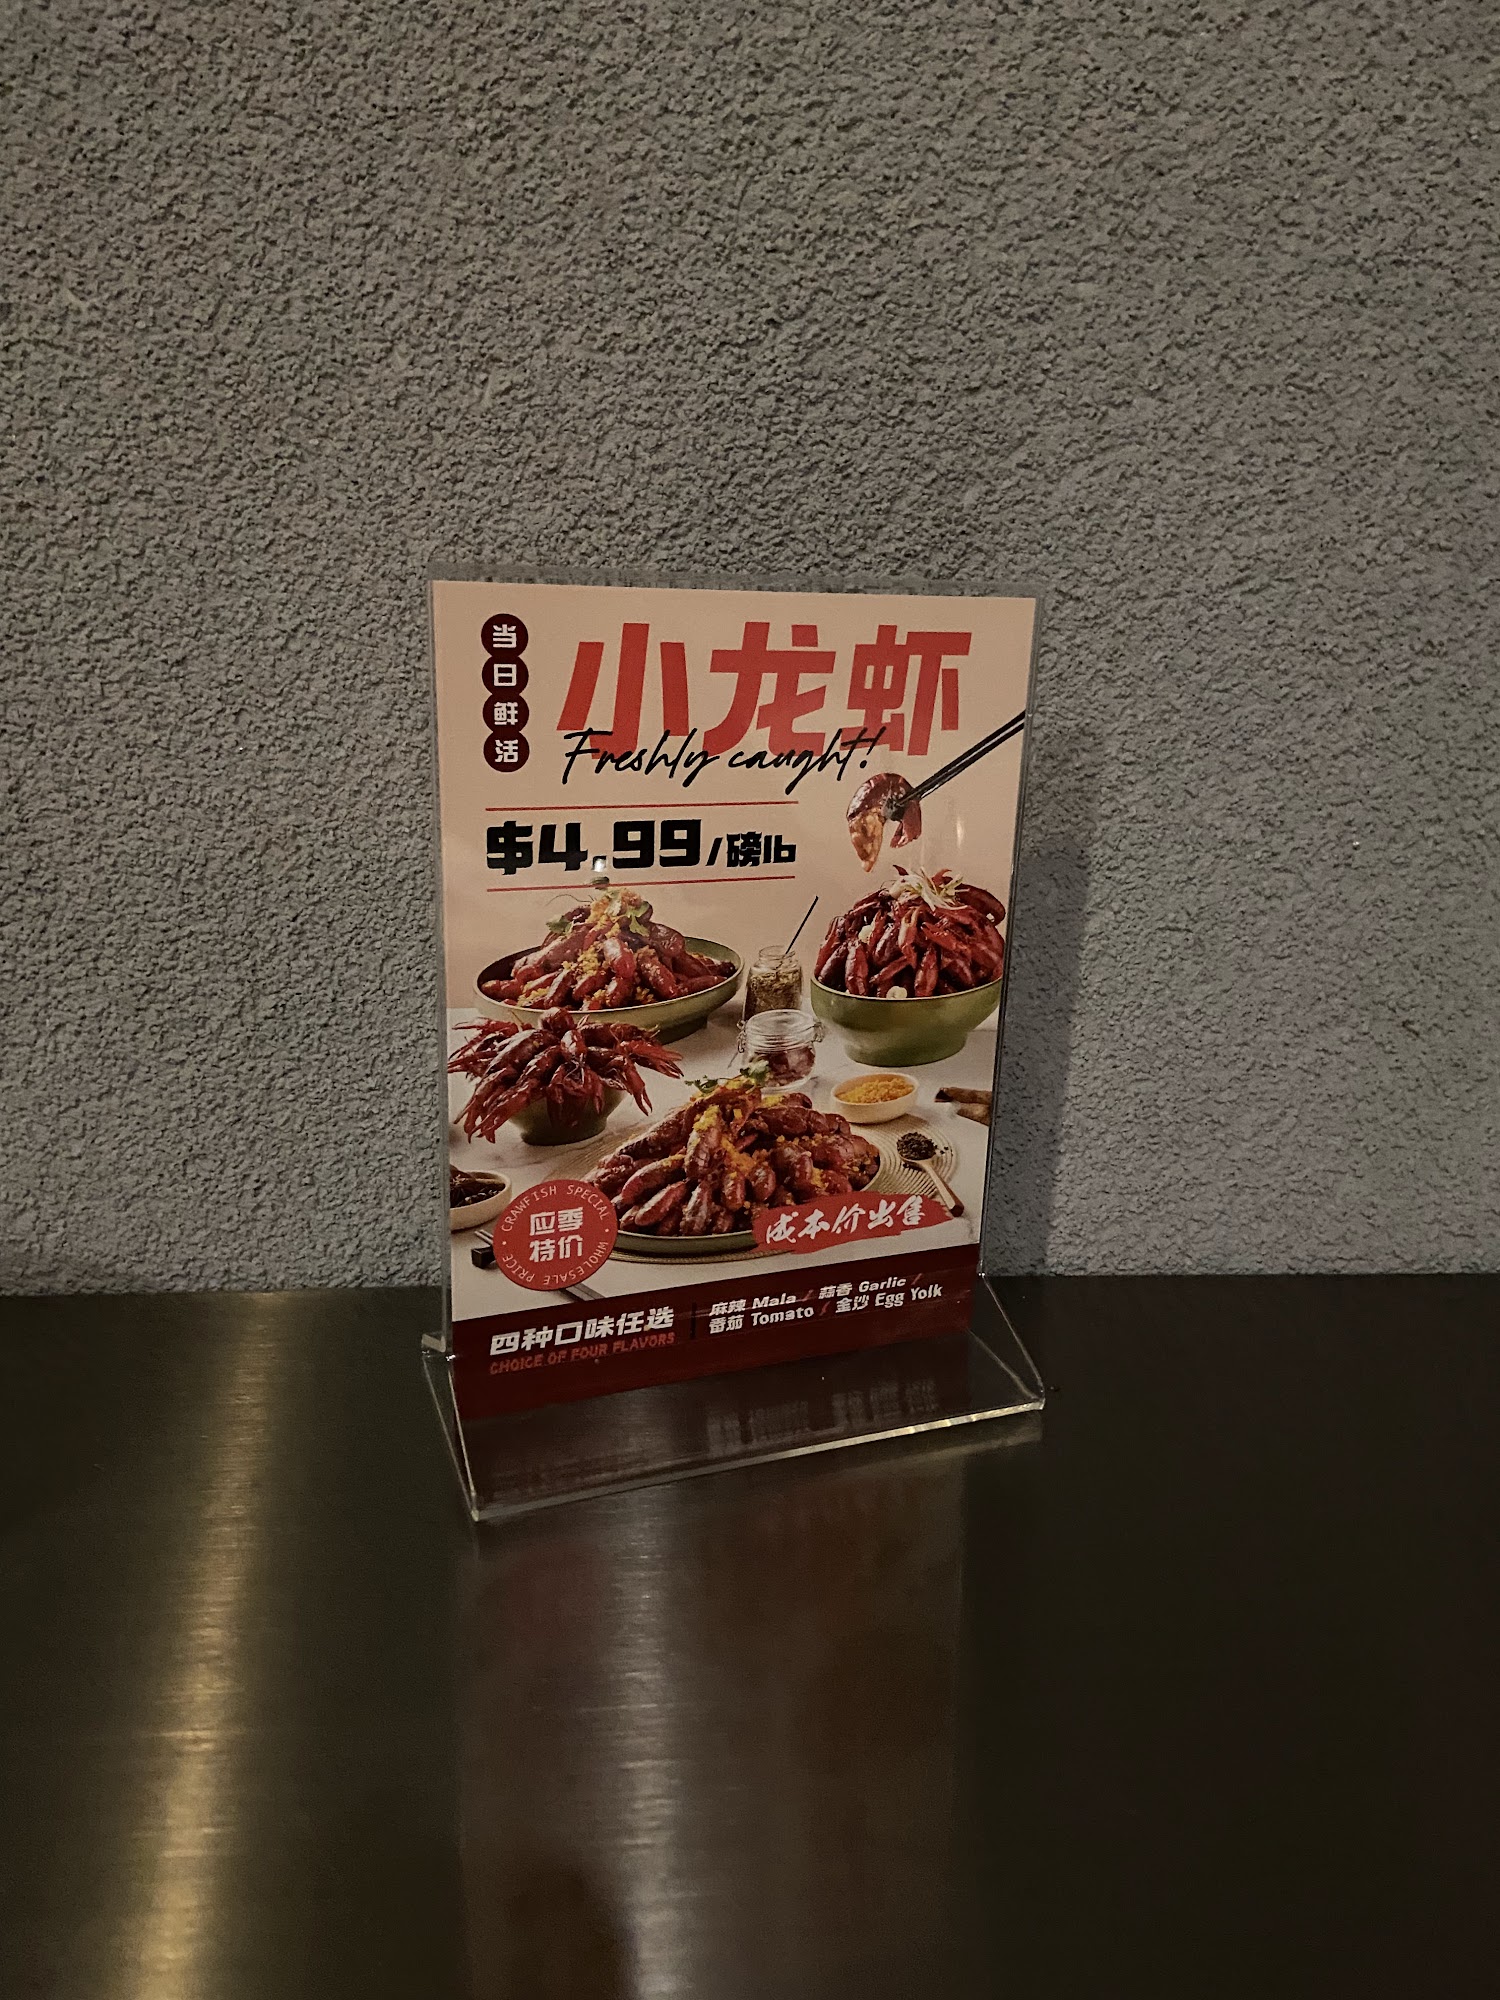 当日鲜活
小龙虾
Freshly caught!
$4.99/磅lb
CRAWFISH SPECIAL · WHOLESALE PRICE ·
应季
特价
成本价出售
四种口味任选
CHOICE OF FOUR FLAVORS
麻辣 Mala / 蒜香 Garlic /
番茄 Tomato / 金沙 Egg Yolk